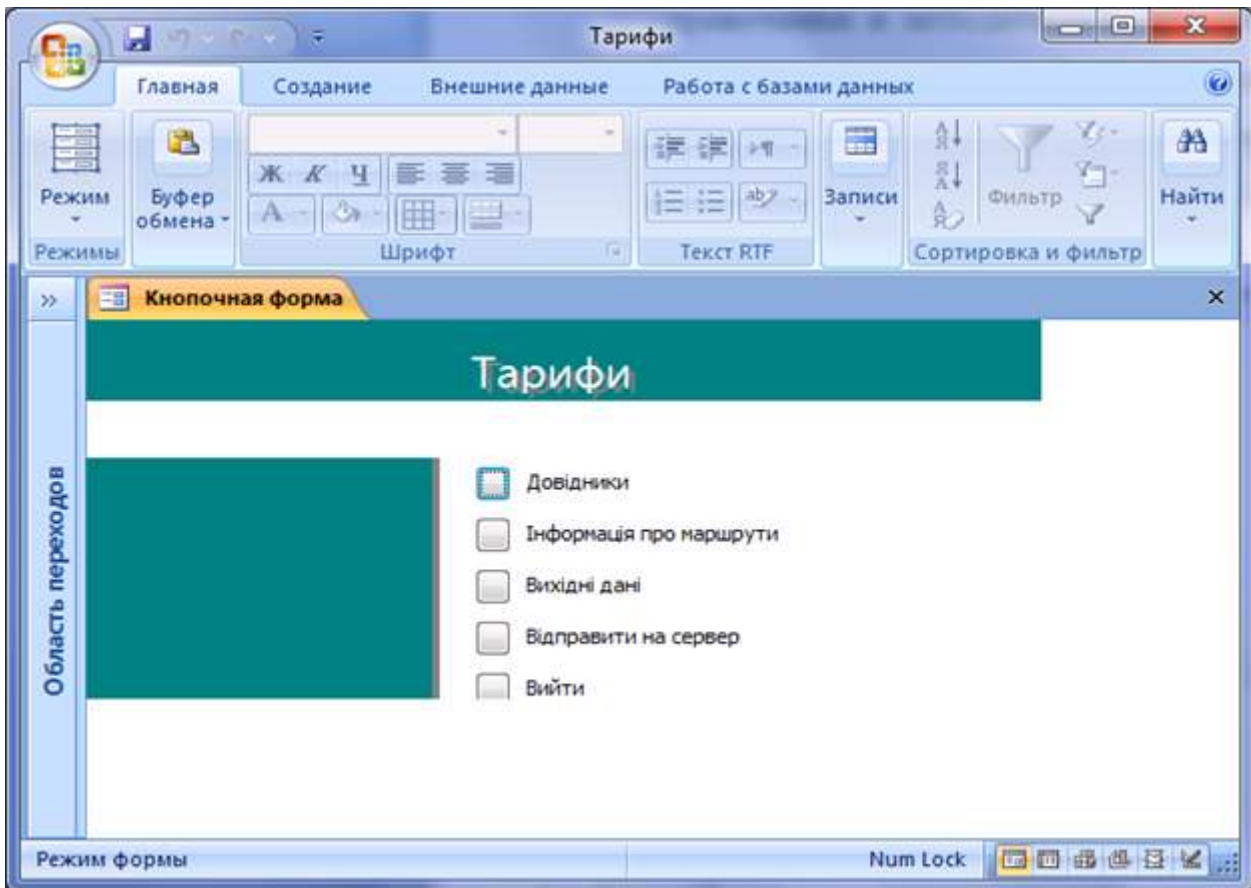 Тарифи
Главная Создание Внешние данные Работа с базами данных
Режим
Буфер обмена
Ж К Ч
Записи
Фильтр
Найти
Режимы Шрифт Текст RTF Сортировка и фильтр
Кнопочная форма
Тарифи
Область переходов
Довідники
Інформація про маршрути
Вихідні дані
Відправити на сервер
Вийти
Режим формы Num Lock